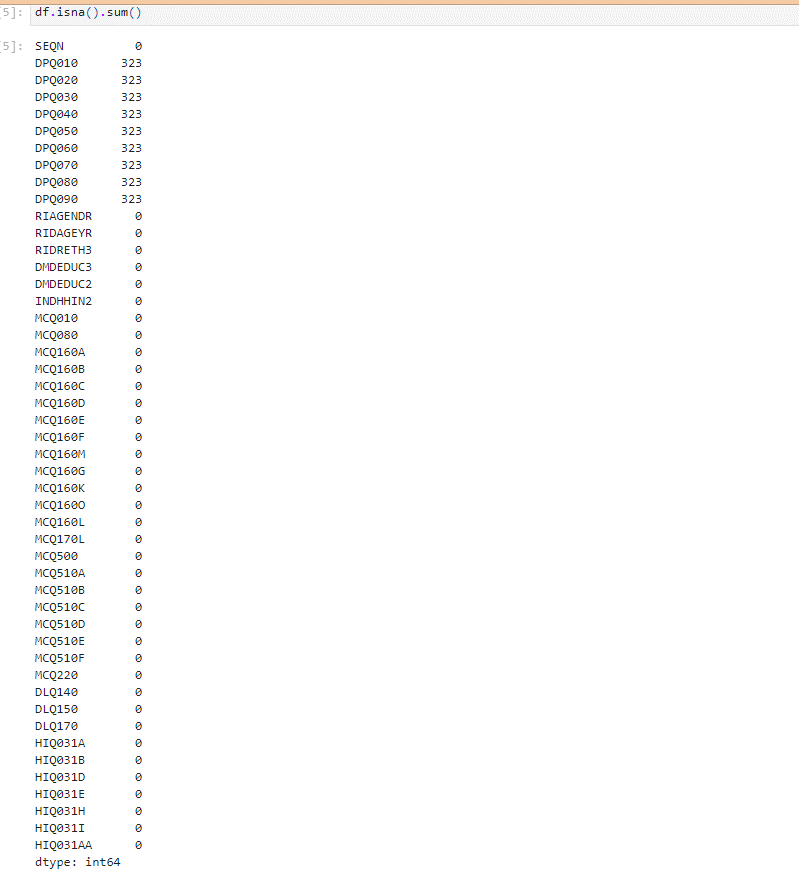 [5]: df.isna().sum()
[5]: SEQN 0
DPQ010 323
DPQ020 323
DPQ030 323
DPQ040 323
DPQ050 323
DPQ060 323
DPQ070 323
DPQ080 323
DPQ090 323
RIAGENDR 0
RIDAGEYR 0
RIDRETH3 0
DMDEDUC3 0
DMDEDUC2 0
INDHHIN2 0
MCQ010 0
MCQ080 0
MCQ160A 0
MCQ160B 0
MCQ160C 0
MCQ160D 0
MCQ160E 0
MCQ160F 0
MCQ160M 0
MCQ160G 0
MCQ160K 0
MCQ160O 0
MCQ160L 0
MCQ170L 0
MCQ500 0
MCQ510A 0
MCQ510B 0
MCQ510C 0
MCQ510D 0
MCQ510E 0
MCQ510F 0
MCQ220 0
DLQ140 0
DLQ150 0
DLQ170 0
HIQ031A 0
HIQ031B 0
HIQ031D 0
HIQ031E 0
HIQ031H 0
HIQ031I 0
HIQ031AA 0
dtype: int64